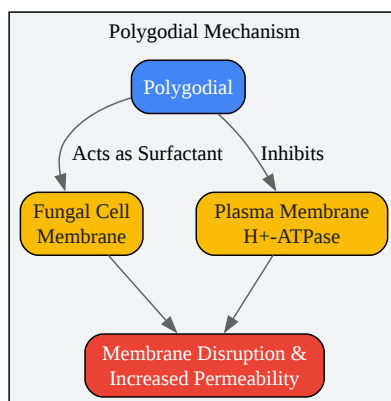 Polygodial Mechanism
Polygodial
Acts as Surfactant
Inhibits
Fungal Cell
Membrane
Plasma Membrane
H+-ATPase
Membrane Disruption &
Increased Permeability